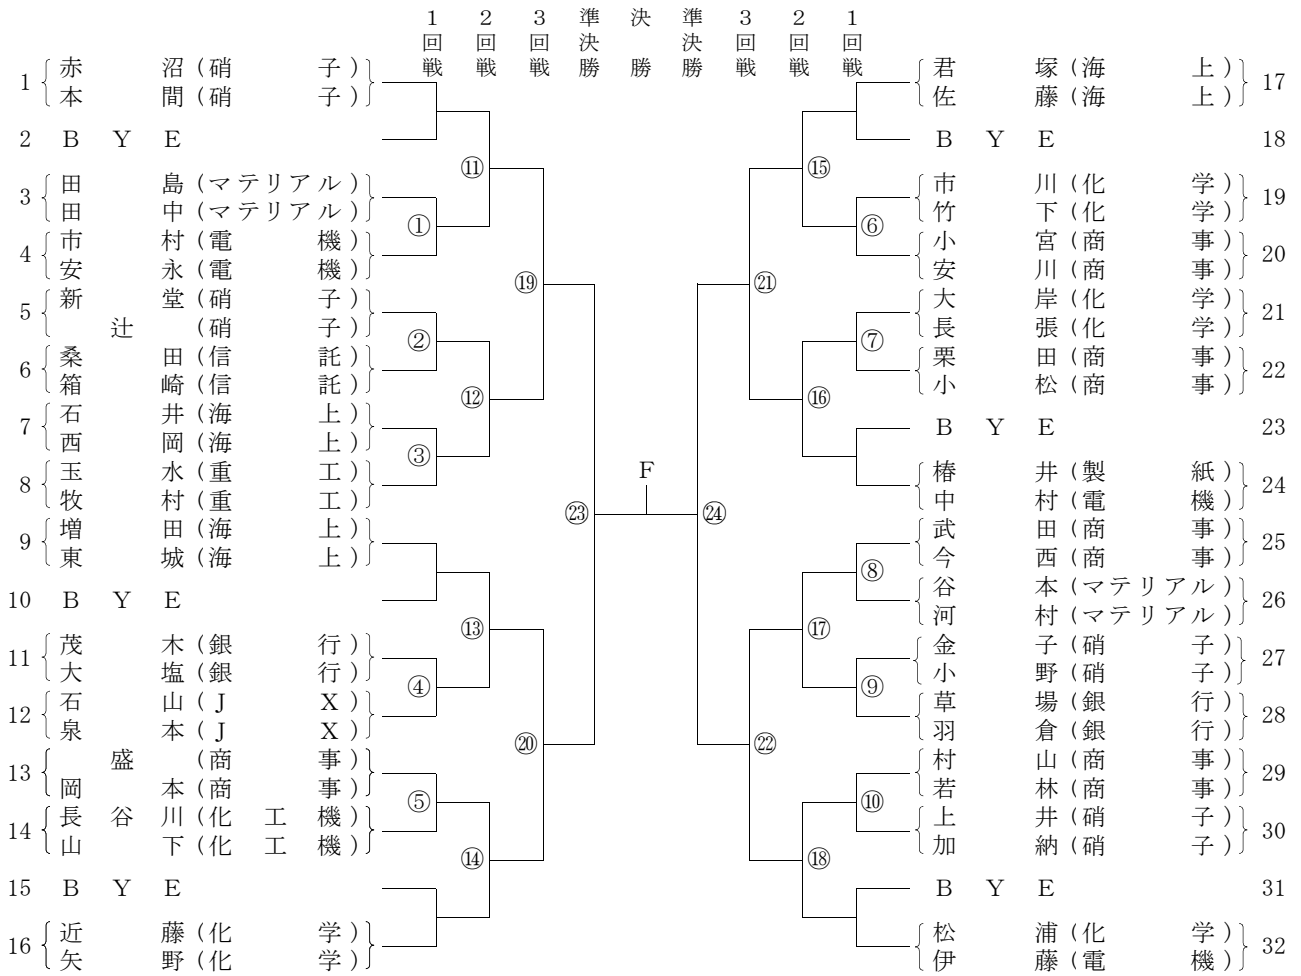 1回戦 2回戦 3回戦 準決勝 決勝 準決勝 3回戦 2回戦 1回戦
1 赤沼(硝子)
本間(硝子)
2 BYE
3 田島(マテリアル)
田中(マテリアル)
4 市村(電機)
安永(電機)
5 新堂(硝子)
辻(硝子)
6 桑田(信託)
箱崎(信託)
7 石井(海上)
西岡(海上)
8 玉水(重工)
牧村(重工)
9 増田(海上)
東城(海上)
10 BYE
11 茂木(銀行)
大塩(銀行)
12 石山(JX)
泉本(JX)
13 盛(商事)
岡本(商事)
14 長谷川(化工機)
山下(化工機)
15 BYE
16 近藤(化学)
矢野(化学)
⑪
①
⑲
②
⑫
③
㉓
⑬
④
⑳
⑤
⑭
F
⑮
⑥
㉑
⑦
⑯
㉔
⑧
⑰
⑨
㉒
⑩
⑱
君塚(海上) 17
佐藤(海上)
BYE 18
市川(化学) 19
竹下(化学)
小宮(商事) 20
安川(商事)
大岸(化学) 21
長張(化学)
栗田(商事) 22
小松(商事)
BYE 23
椿井(製紙) 24
中村(電機)
武田(商事) 25
今西(商事)
谷本(マテリアル) 26
河村(マテリアル)
金子(硝子) 27
小野(硝子)
草場(銀行) 28
羽倉(銀行)
村山(商事) 29
若林(商事)
上井(硝子) 30
加納(硝子)
BYE 31
松浦(化学) 32
伊藤(電機)